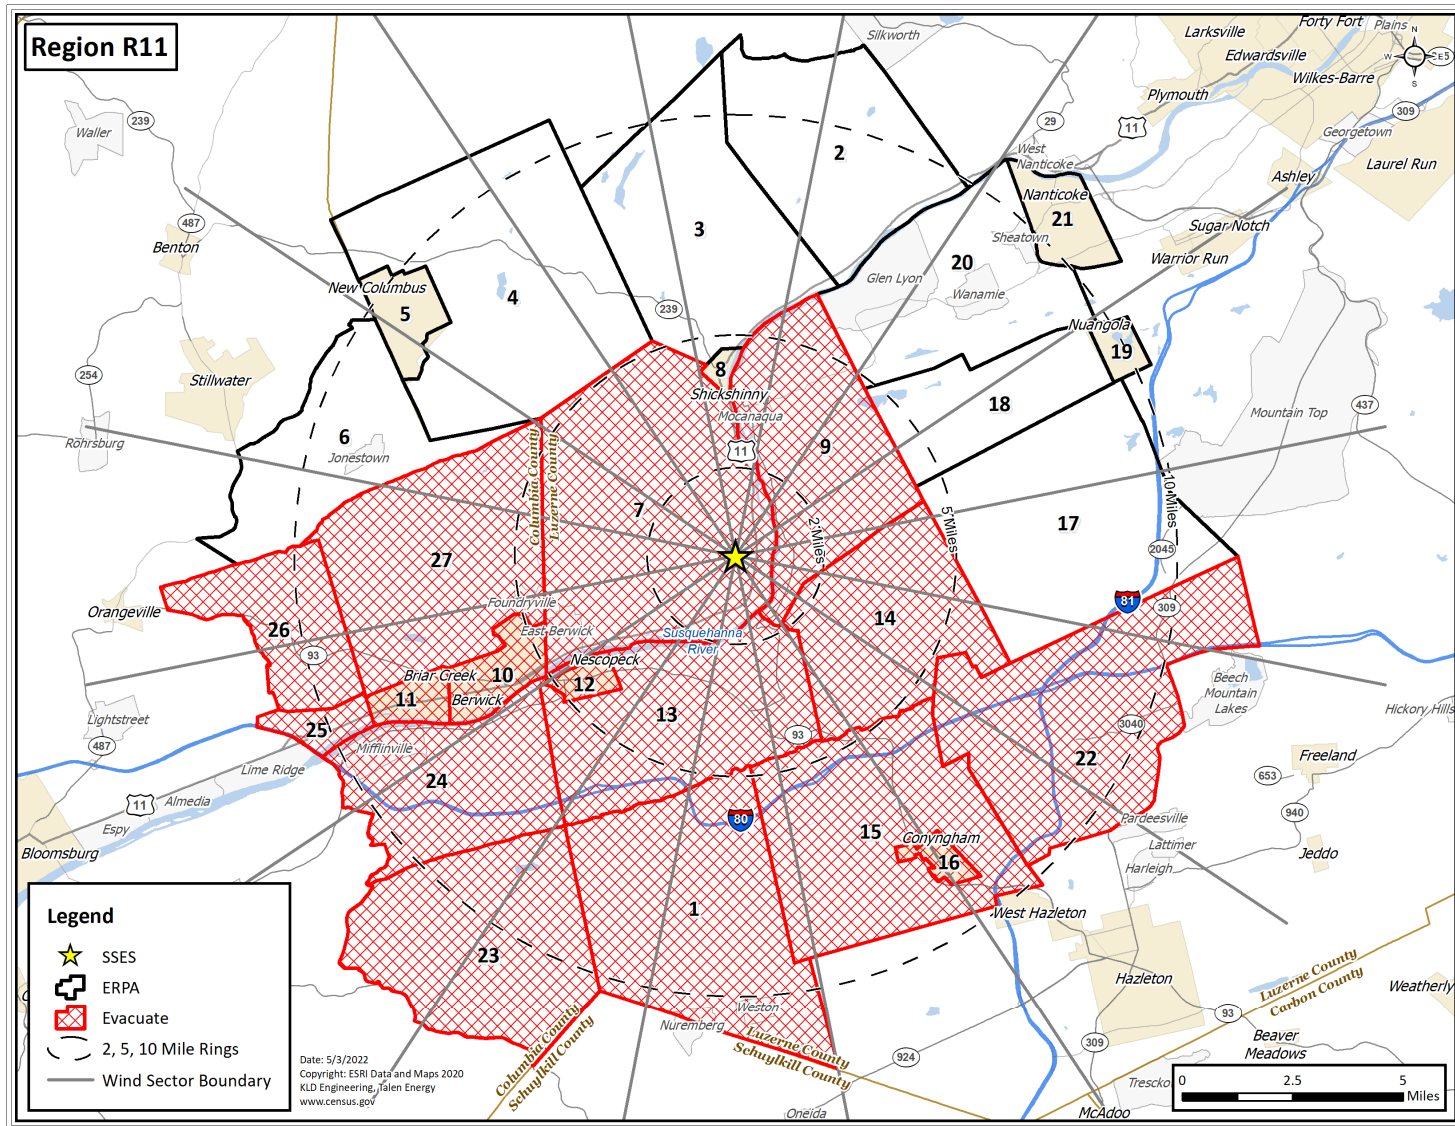 Region R11
Silkworth
Larksville
Forty Fort
Plains
Edwardsville
Wilkes-Barre
N
W
S
Plymouth
11
309
Georgetown
Laurel Run
Ashley
29
West
Nanticoke
Nanticoke
21
Sheatown
Sugar Notch
Warrior Run
Waller
239
487
Benton
2
3
20
Glen Lyon
Wanamie
New Columbus
5
4
239
Nuangola
19
254
Stillwater
8
Shickshinny
Mocanaqua
18
437
Mountain Top
Rohrsburg
6
Jonestown
Columbia County
Luzerne County
11
9
7
2 Miles
5 Miles
10 Miles
17
2045
27
Orangeville
26
93
Foundryville
East Berwick
Susquehanna
River
14
81
309
Briar Creek
10
Nescopeck
12
11
Berwick
13
25
Mifflinville
93
Beech
Mountain
Lakes
Hickory Hills
Lightstreet
487
Lime Ridge
24
3040
22
Freeland
653
940
11
Almedia
Espy
Bloomsburg
80
15
Conyngham
16
Pardeesville
Lattimer
Harleigh
Jeddo
1
West Hazleton
23
Hazleton
Luzerne County
Carbon County
Weatherly
93
Beaver
Meadows
Weston
Nuremberg
Luzerne County
Schuylkill County
Columbia County
Schuylkill County
924
309
Oneida
McAdoo
Legend
SSES
ERPA
Evacuate
2, 5, 10 Mile Rings
Wind Sector Boundary
Date: 5/3/2022
Copyright: ESRI Data and Maps 2020
KLD Engineering, Talen Energy
www.census.gov
0
2.5
5
Miles